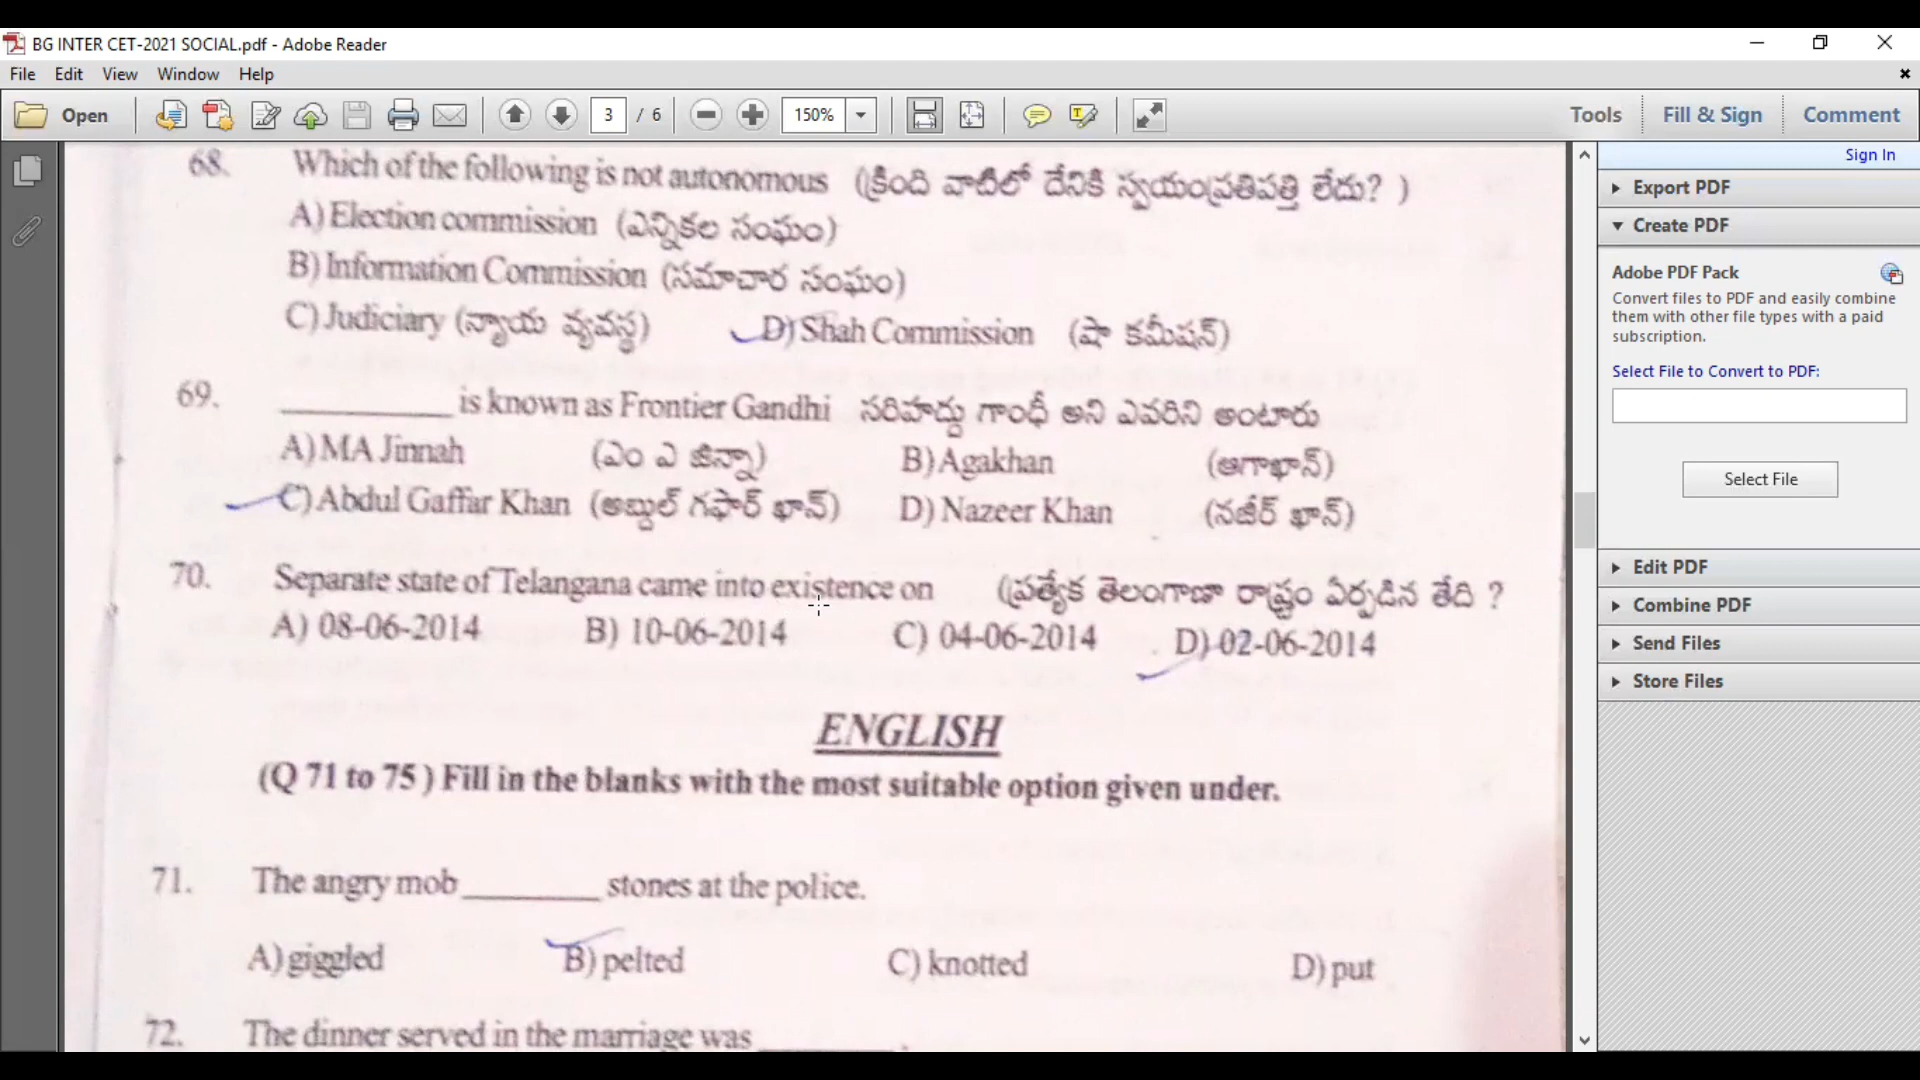 BG INTER CET-2021 SOCIAL.pdf - Adobe Reader
File Edit View Window Help
Open 3 / 6 150% Tools Fill & Sign Comment
Sign In
Export PDF
Create PDF
Adobe PDF Pack
Convert files to PDF and easily combine
them with other file types with a paid
subscription.
Select File to Convert to PDF:
Select File
Edit PDF
Combine PDF
Send Files
Store Files
68. Which of the following is not autonomous (క్రింది వాటిలో దేనికి స్వయంప్రతిపత్తి లేదు? )
A) Election commission (ఎన్నికల సంఘం)
B) Information Commission (సమాచార సంఘం)
C) Judiciary (న్యాయ వ్యవస్థ) D) Shah Commission (షా కమీషన్)
69. __________ is known as Frontier Gandhi సరిహద్దు గాంధీ అని ఎవరిని అంటారు
A) MA Jinnah (ఎం ఎ జిన్నా) B) Agakhan (ఆగాఖాన్)
C) Abdul Gaffar Khan (అబ్దుల్ గఫార్ ఖాన్) D) Nazeer Khan (నజీర్ ఖాన్)
70. Separate state of Telangana came into existence on (ప్రత్యేక తెలంగాణా రాష్ట్రం ఏర్పడిన తేది ?
A) 08-06-2014 B) 10-06-2014 C) 04-06-2014 D) 02-06-2014
ENGLISH
(Q 71 to 75 ) Fill in the blanks with the most suitable option given under.
71. The angry mob ________ stones at the police.
A) giggled B) pelted C) knotted D) put
72. The dinner served in the marriage was ________ .